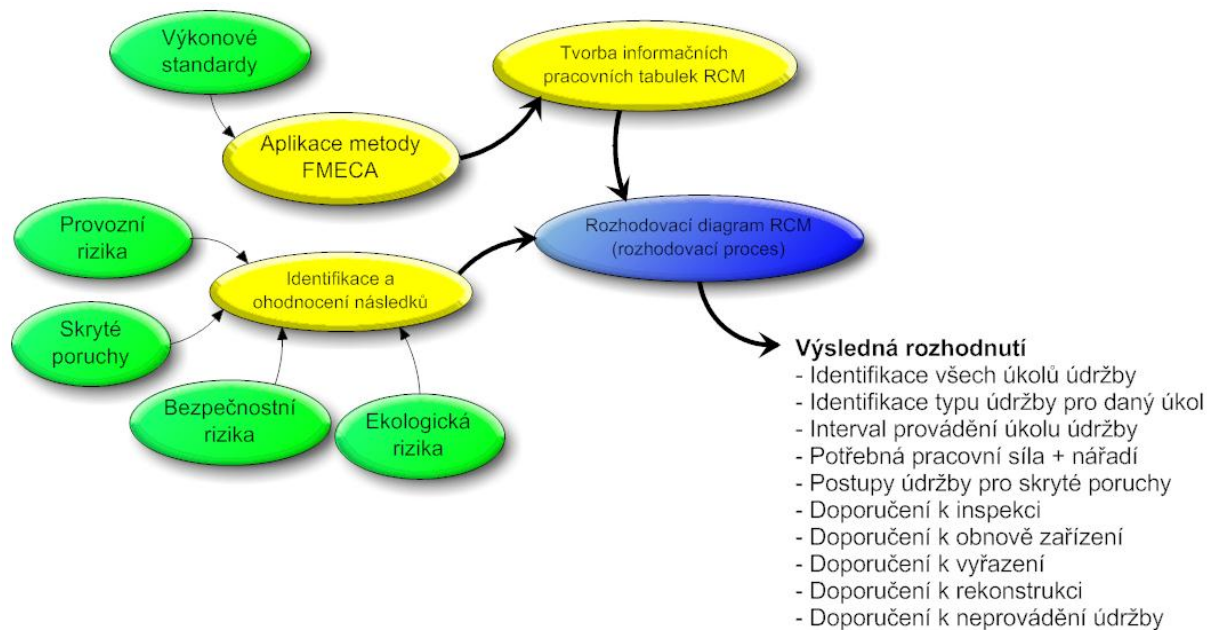 Výkonové
standardy
Tvorba informačních
pracovních tabulek RCM
Aplikace metody
FMECA
Provozní
rizika
Rozhodovací diagram RCM
(rozhodovací proces)
Identifikace a
ohodnocení následků
Skryté
poruchy
Bezpečnostní
rizika
Ekologická
rizika
Výsledná rozhodnutí
- Identifikace všech úkolů údržby
- Identifikace typu údržby pro daný úkol
- Interval provádění úkolu údržby
- Potřebná pracovní síla + nářadí
- Postupy údržby pro skryté poruchy
- Doporučení k inspekci
- Doporučení k obnově zařízení
- Doporučení k vyřazení
- Doporučení k rekonstrukci
- Doporučení k neprovádění údržby